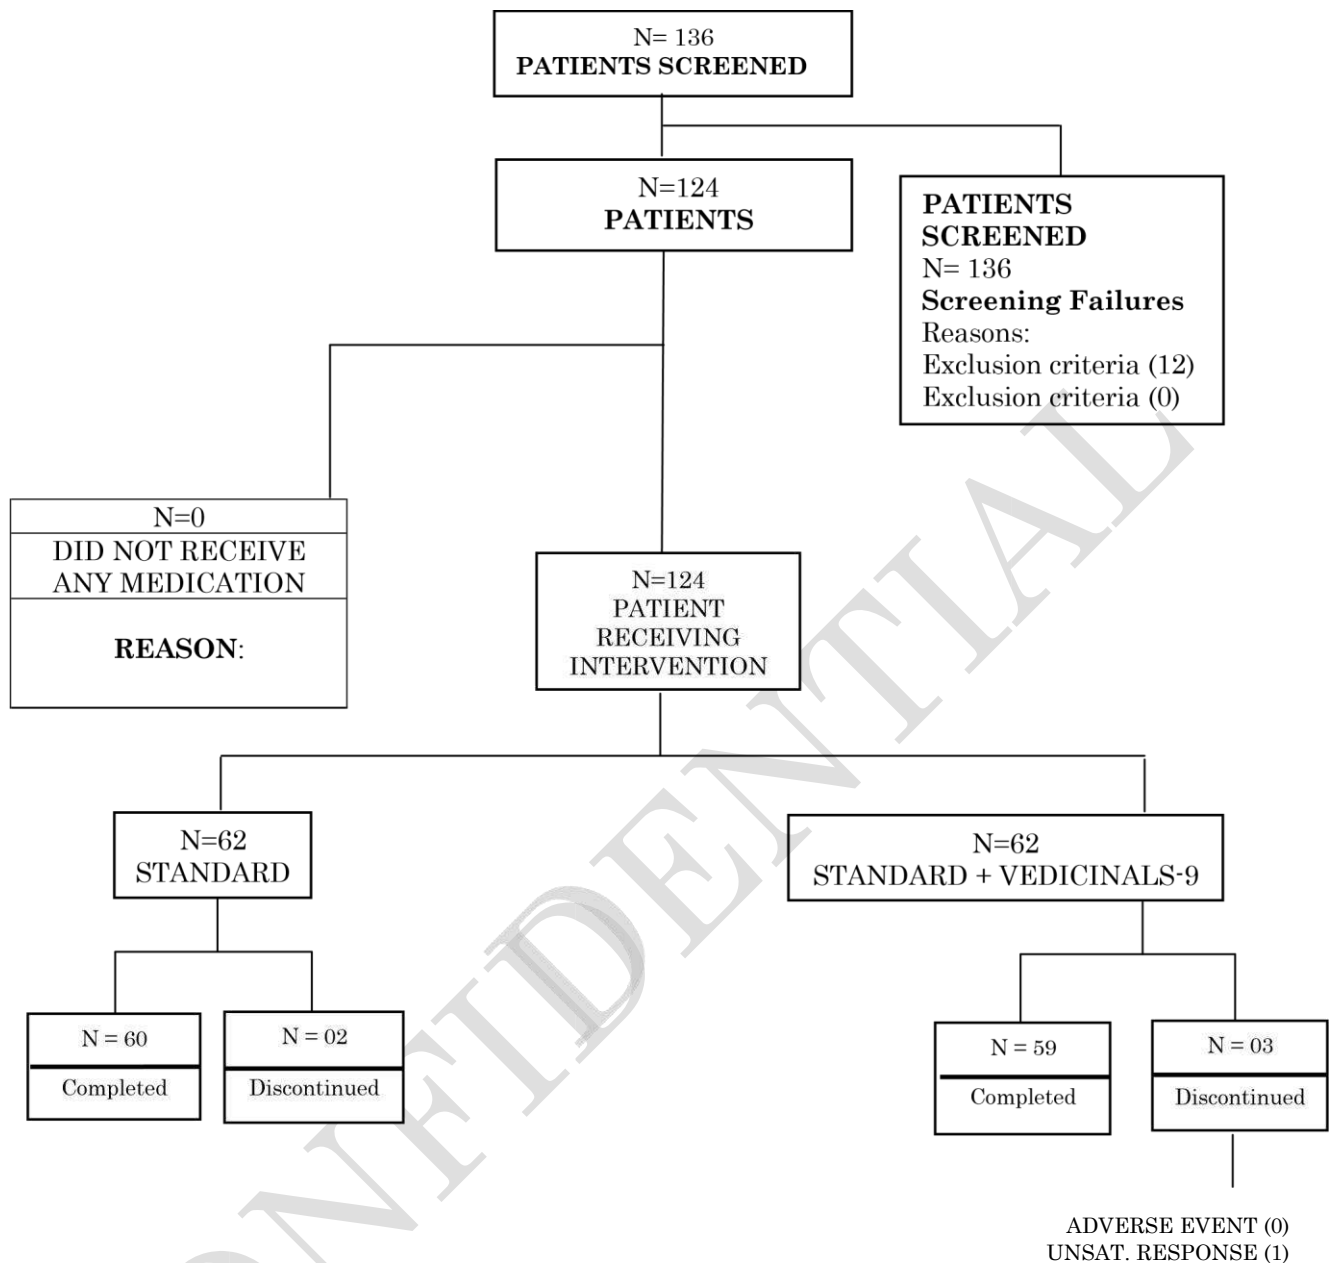 N= 136
PATIENTS SCREENED
N=124
PATIENTS
PATIENTS
SCREENED
N= 136
Screening Failures
Reasons:
Exclusion criteria (12)
Exclusion criteria (0)
N=0
DID NOT RECEIVE
ANY MEDICATION
REASON:
N=124
PATIENT
RECEIVING
INTERVENTION
N=62
STANDARD
N=62
STANDARD + VEDICINALS-9
N = 60
Completed
N = 02
Discontinued
N = 59
Completed
N = 03
Discontinued
ADVERSE EVENT (0)
UNSAT. RESPONSE (1)
ONFIDENTIAL